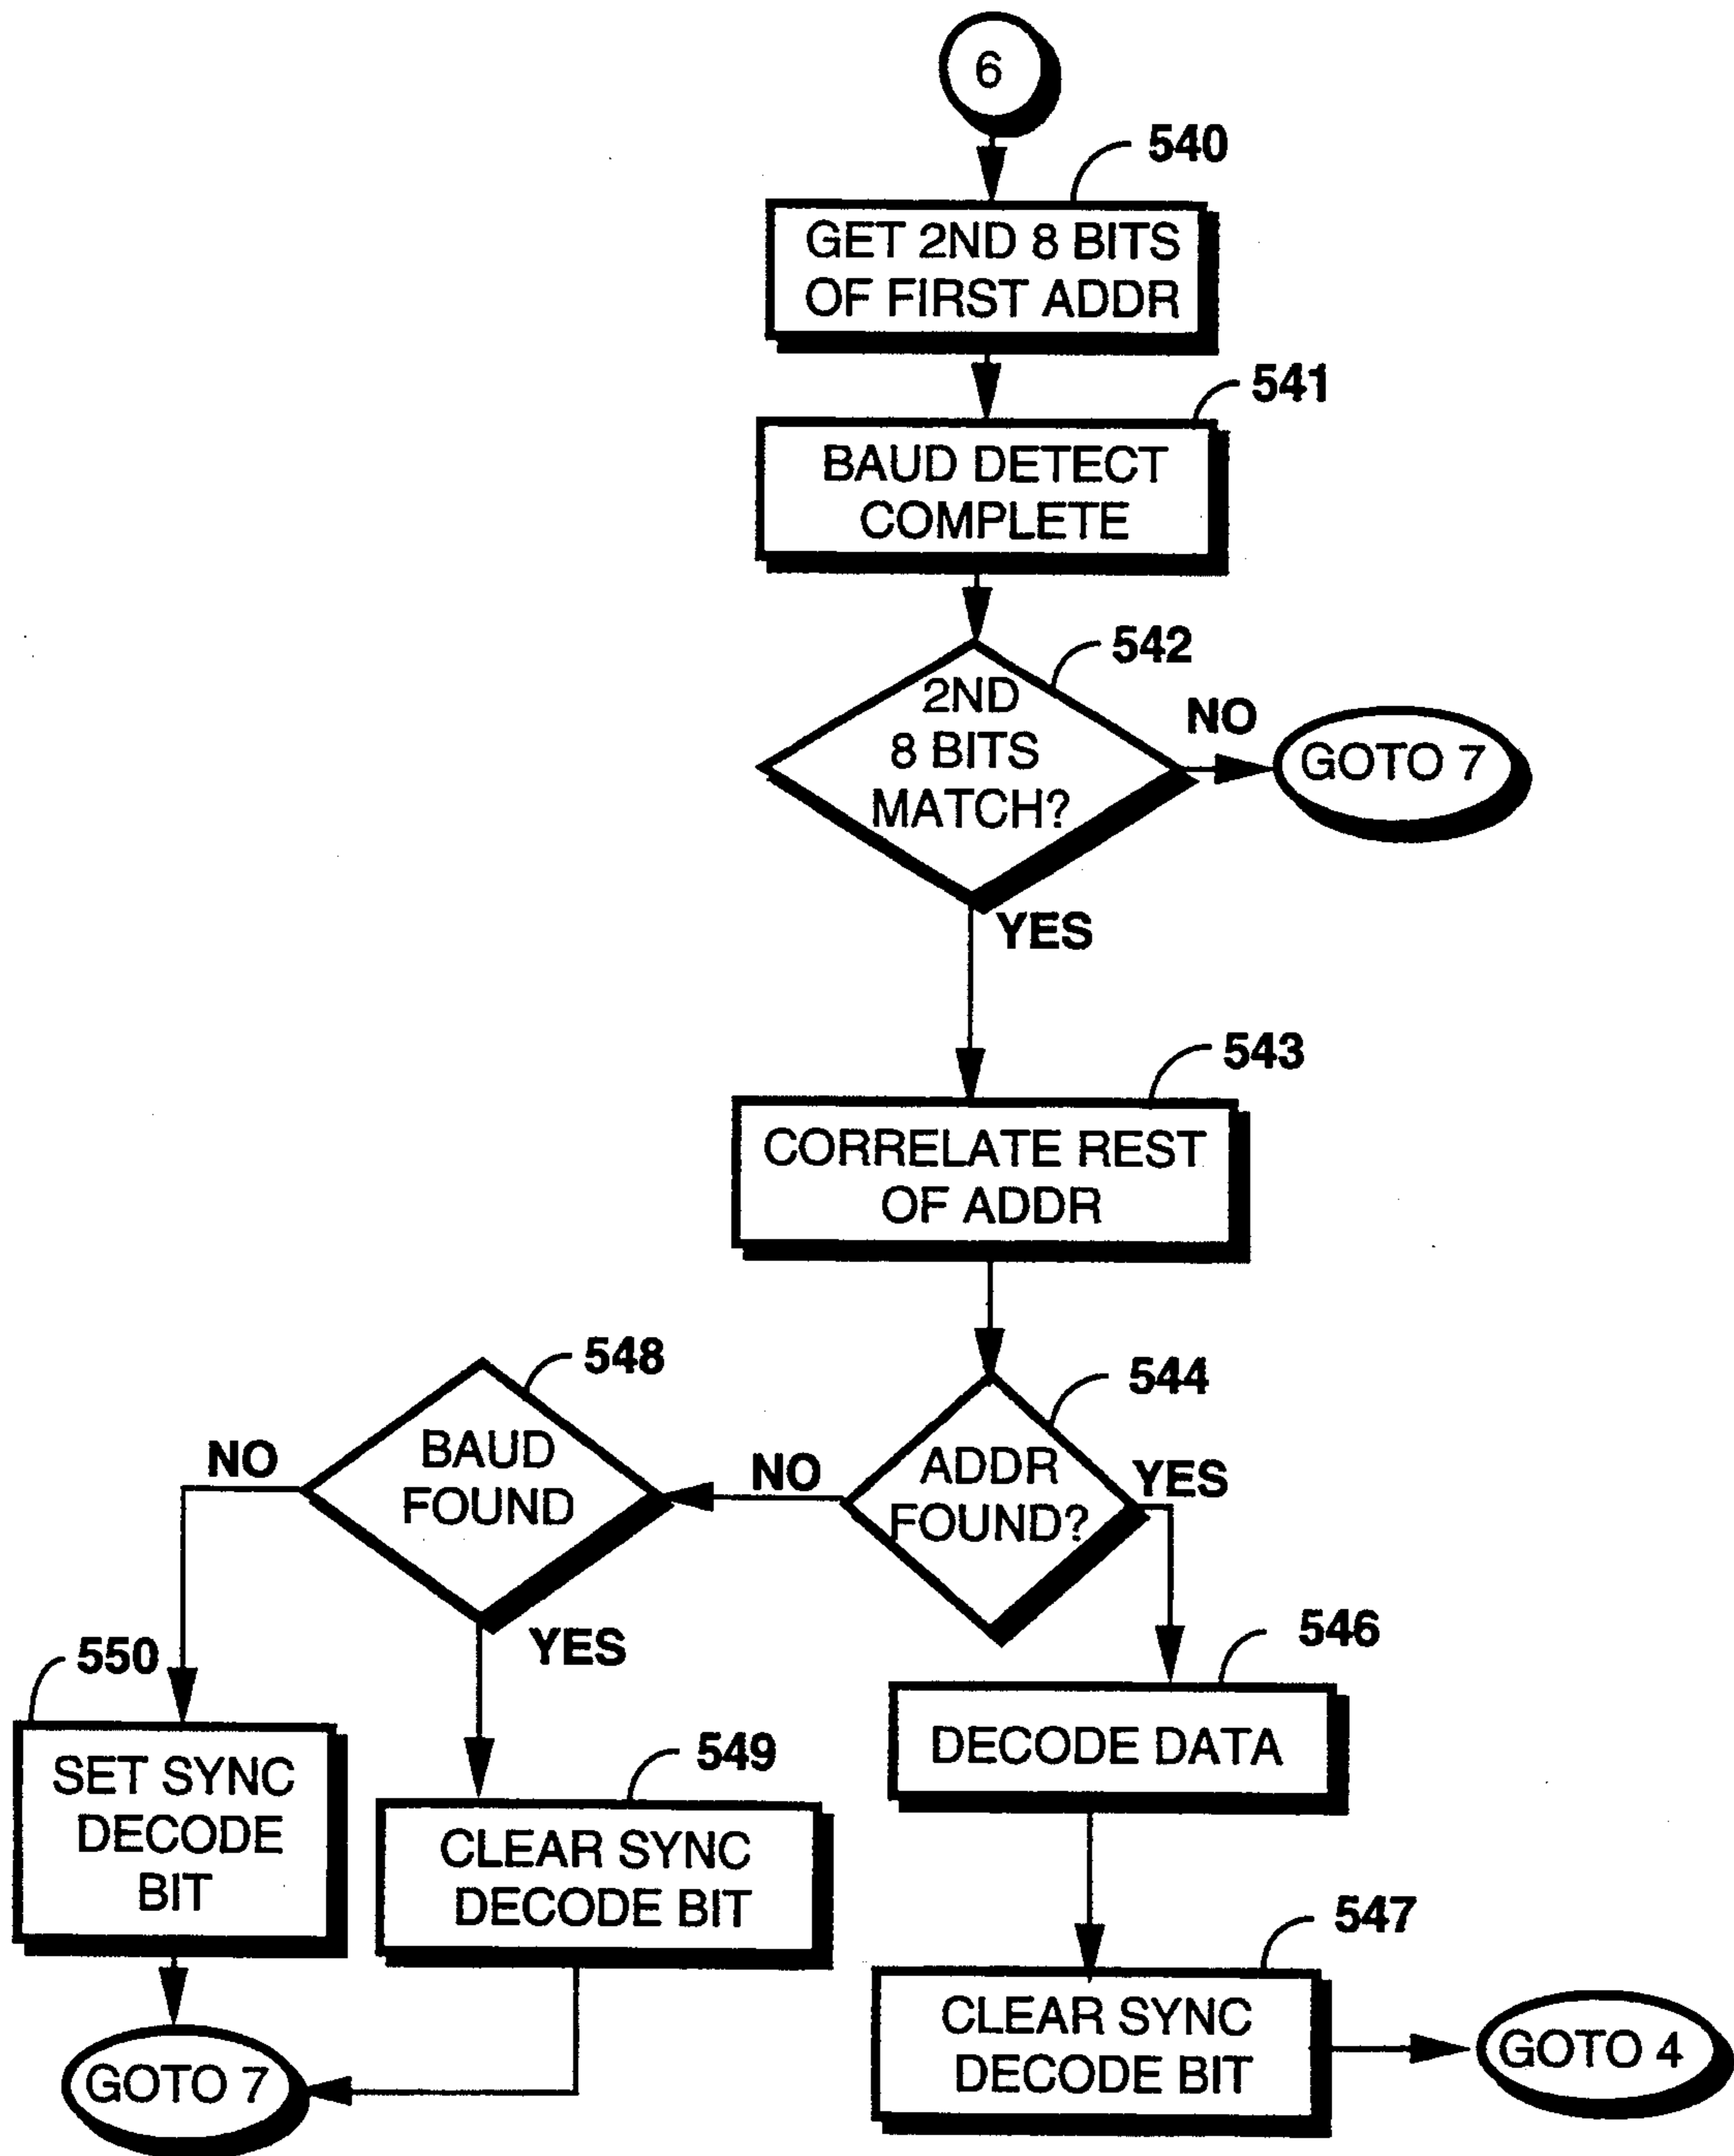 6
540
GET 2ND 8 BITS
OF FIRST ADDR
541
BAUD DETECT
COMPLETE
542
2ND
8 BITS
MATCH?
NO
GOTO 7
YES
543
CORRELATE REST
OF ADDR
548
544
BAUD
FOUND
NO
NO
ADDR
FOUND?
YES
YES
550
SET SYNC
DECODE
BIT
549
CLEAR SYNC
DECODE BIT
546
DECODE DATA
547
CLEAR SYNC
DECODE BIT
GOTO 4
GOTO 7